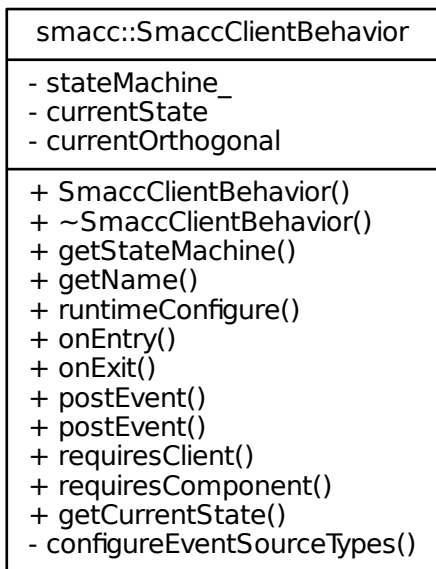 smacc::SmaccClientBehavior
- stateMachine_
- currentState
- currentOrthogonal
+ SmaccClientBehavior()
+ ~SmaccClientBehavior()
+ getStateMachine()
+ getName()
+ runtimeConfigure()
+ onEntry()
+ onExit()
+ postEvent()
+ postEvent()
+ requiresClient()
+ requiresComponent()
+ getCurrentState()
- configureEventSourceTypes()